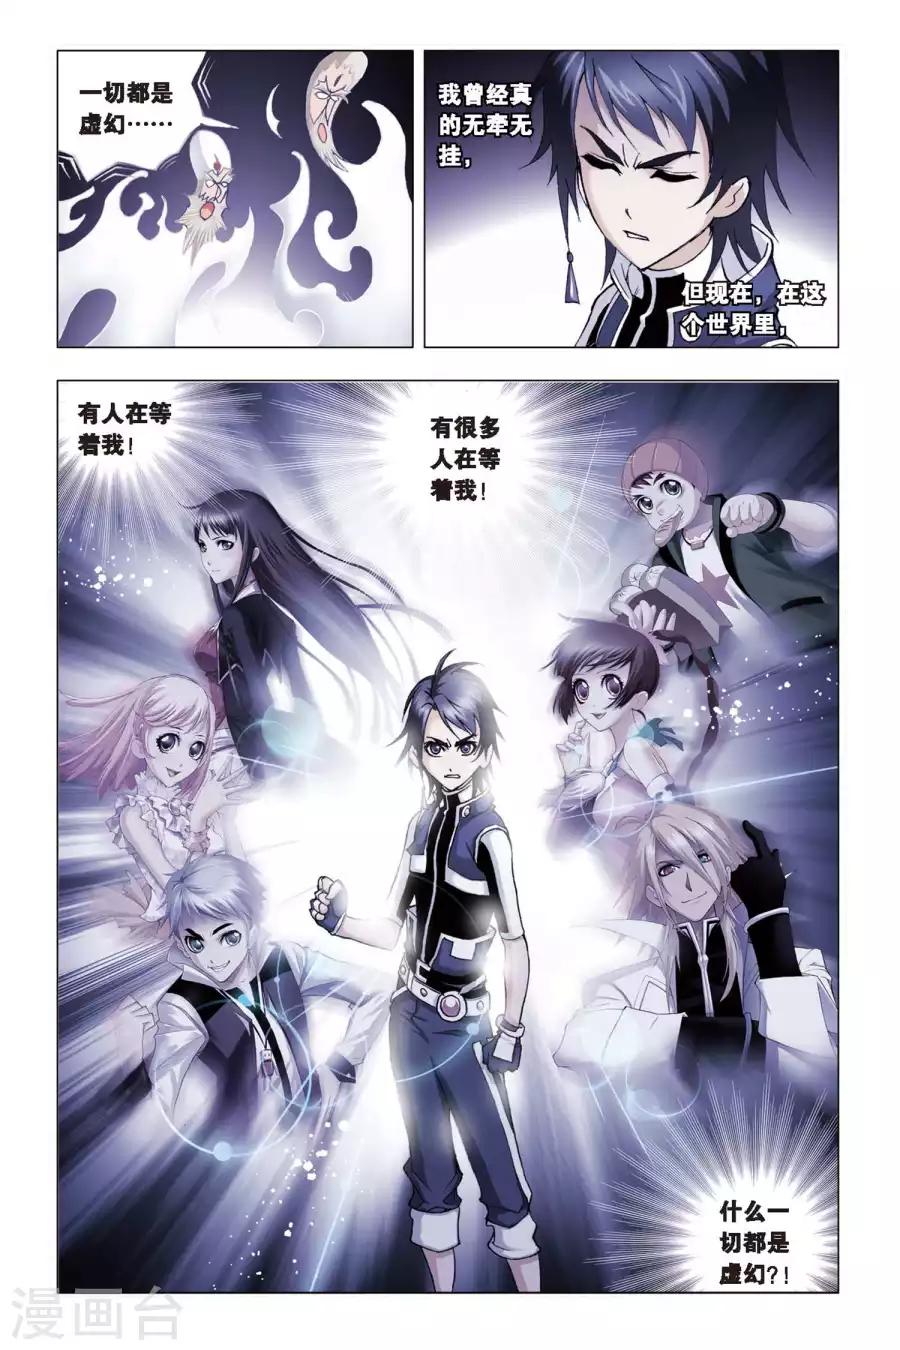 一切都是
虚幻……
我曾经真
的无牵无
挂，
但现在，在这
个世界里，
有人在等
着我！
有很多
人在等
着我！
什么一
切都是
虚幻？！
漫画台